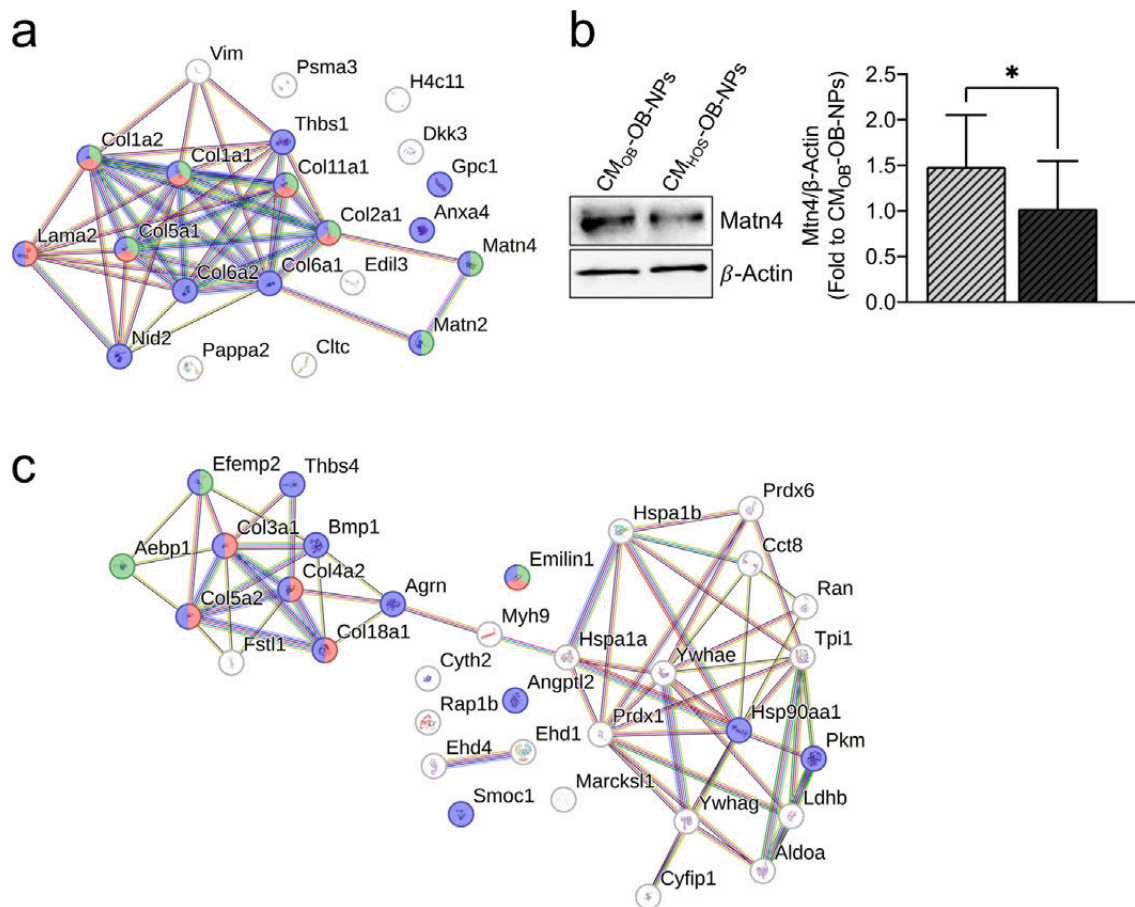 a
Vim
Psma3
H4c11
Thbs1
Dkk3
Col1a2
Col1a1
Col11a1
Gpc1
Col2a1
Anxa4
Lama2
Col5a1
Matn4
Col6a2
Col6a1
Edil3
Nid2
Matn2
Pappa2
Cltc
b
CMOB-OB-NPs
CMHOS-OB-NPs
Matn4
β-Actin
Mtn4/β-Actin
(Fold to CMOB-OB-NPs)
2.5
2.0
1.5
1.0
0.5
0.0
*
c
Efemp2
Thbs4
Prdx6
Hspa1b
Col3a1
Bmp1
Cct8
Aebp1
Emilin1
Col4a2
Agrn
Ran
Col5a2
Myh9
Hspa1a
Tpi1
Fstl1
Col18a1
Cyth2
Ywhae
Angptl2
Rap1b
Prdx1
Hsp90aa1
Ehd4
Ehd1
Pkm
Marcksl1
Smoc1
Ywhag
Ldhb
Aldoa
Cyfip1